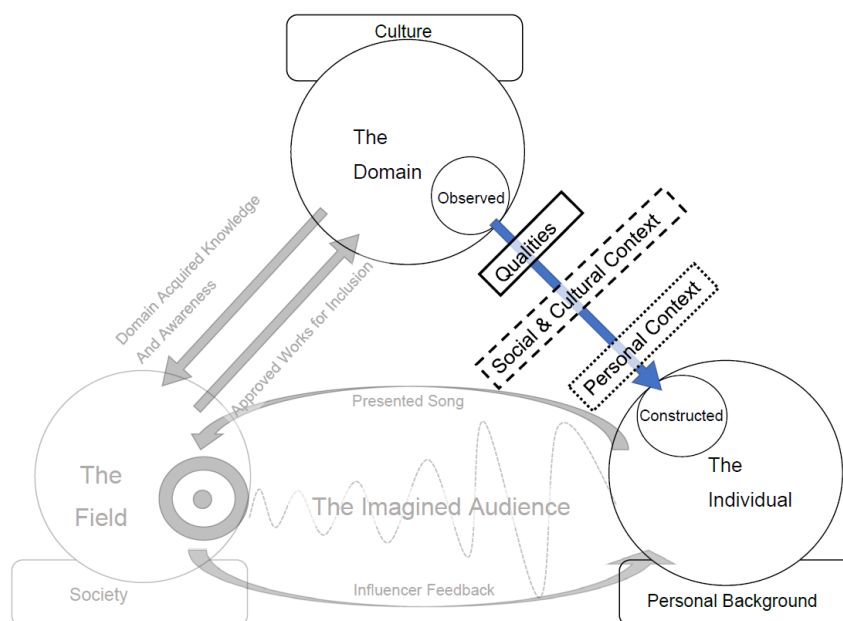 Culture
The
Domain
Observed
Qualities
Social & Cultural Context
Personal Context
Domain Acquired Knowledge
And Awareness
Approved Works for Inclusion
Presented Song
Constructed
The
Individual
The
Field
The Imagined Audience
Influencer Feedback
Society
Personal Background